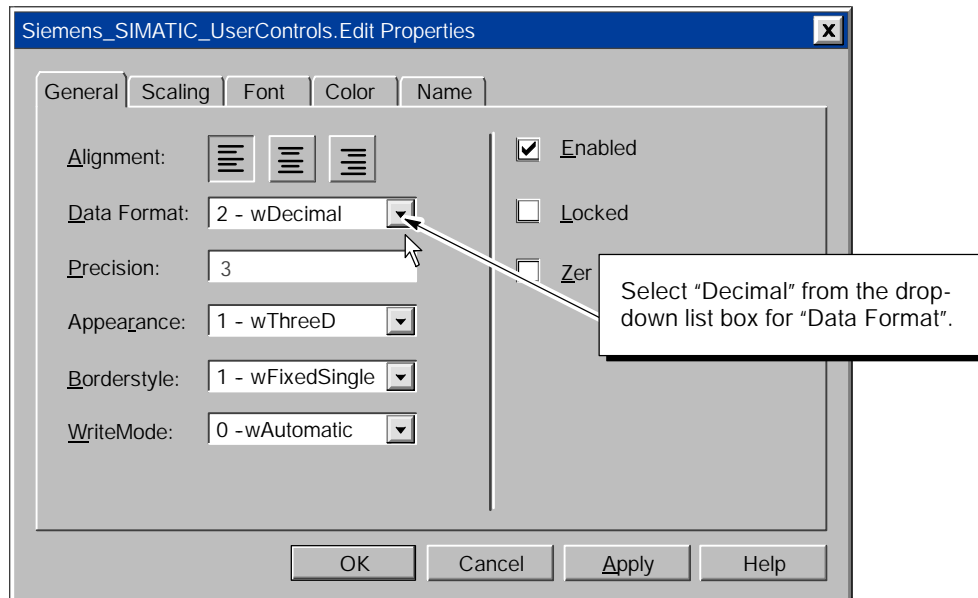 Siemens_SIMATIC_UserControls.Edit Properties
General Scaling Font Color Name
Alignment:
Enabled
Data Format: 2 - wDecimal
Locked
Precision: 3
Zer
Select “Decimal” from the drop-
down list box for “Data Format”.
Appearance: 1 - wThreeD
Borderstyle: 1 - wFixedSingle
WriteMode: 0 -wAutomatic
OK Cancel Apply Help